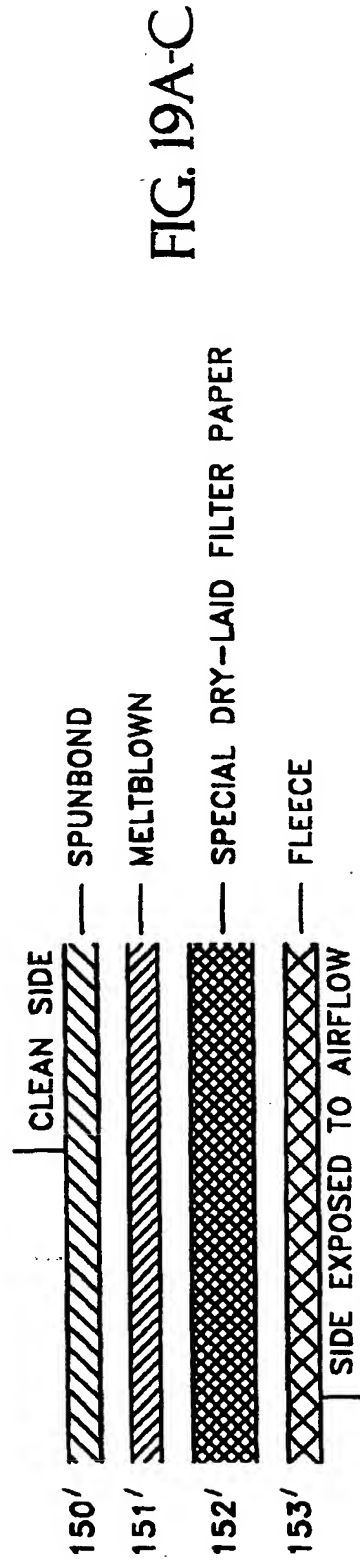 CLEAN SIDE
150′ SPUNBOND
151′ MELTBLOWN
152′ SPECIAL DRY-LAID FILTER PAPER
153′ FLEECE
SIDE EXPOSED TO AIRFLOW
FIG. 19A-C